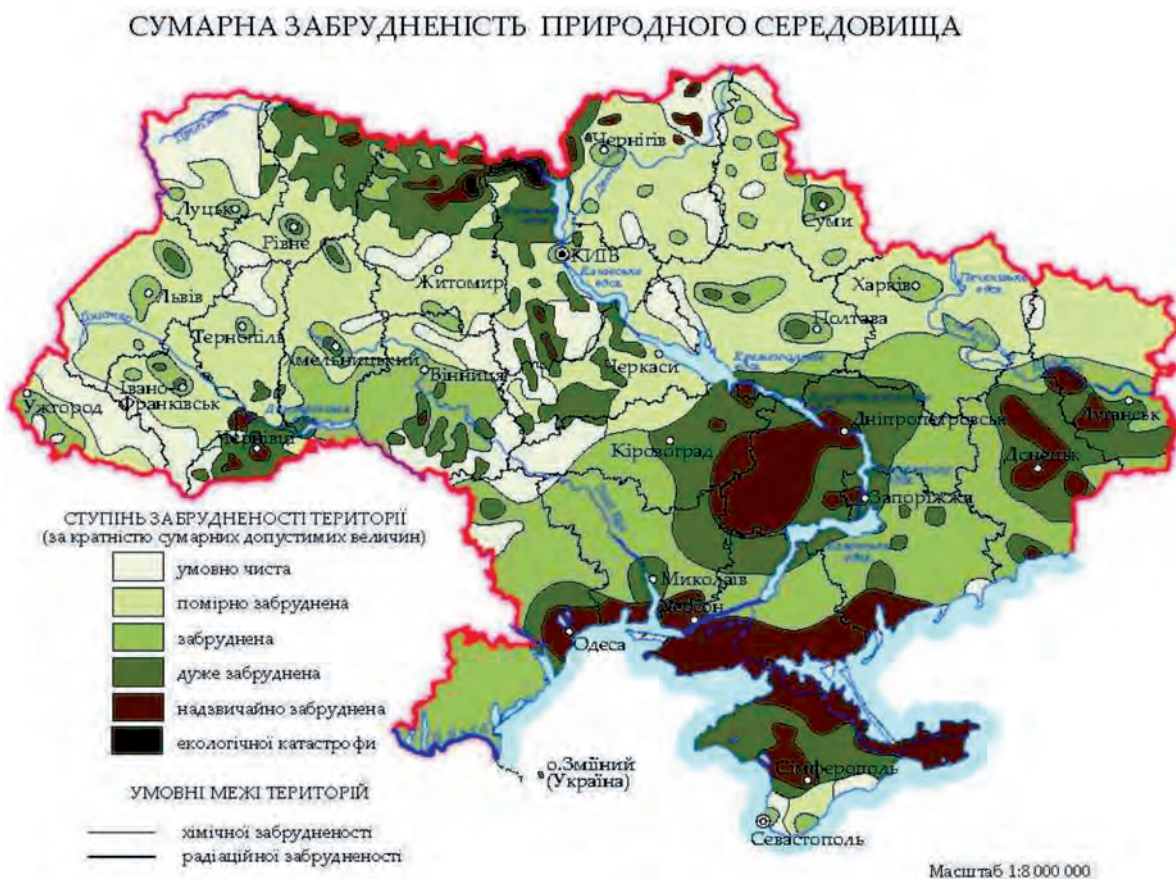 СУМАРНА ЗАБРУДНЕНІСТЬ ПРИРОДНОГО СЕРЕДОВИЩА
Чернігів
Луцьк
Рівне
Суми
КИЇВ
Канівське
вдсх.
Житомир
Львів
Харків
Тернопіль
Полтава
Хмельницький
Вінниця
Черкаси
Івано-
Франківськ
Ужгород
Чернівці
Луганськ
Дніпропетровськ
Кіровоград
Донецьк
Запоріжжя
Миколаїв
Херсон
Одеса
о.Зміїний
(Україна)
Сімферополь
Севастополь
СТУПІНЬ ЗАБРУДНЕНОСТІ ТЕРИТОРІЇ
(за кратністю сумарних допустимих величин)
умовно чиста
помірно забруднена
забруднена
дуже забруднена
надзвичайно забруднена
екологічної катастрофи
УМОВНІ МЕЖІ ТЕРИТОРІЙ
хімічної забрудненості
радіаційної забрудненості
Масштаб 1:8 000 000